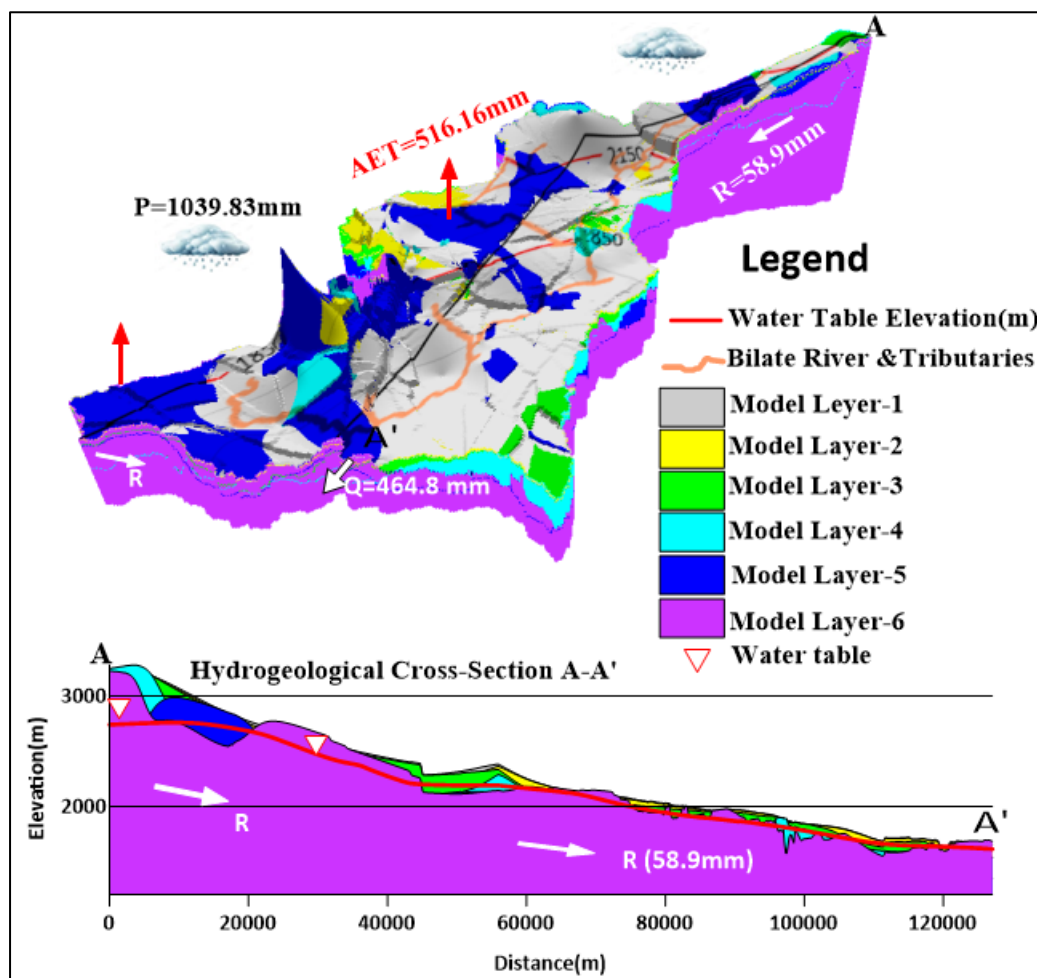 A
AET=516.16mm
2150
R=58.9mm
P=1039.83mm
850
Legend
Water Table Elevation(m)
Bilate River &Tributaries
Model Leyer-1
Model Layer-2
Model Layer-3
Model Layer-4
Model Layer-5
Model Layer-6
Water table
A'
R
Q=464.8 mm
A
Hydrogeological Cross-Section A-A'
3000
2000
Elevation(m)
R
R (58.9mm)
A'
0 20000 40000 60000 80000 100000 120000
Distance(m)